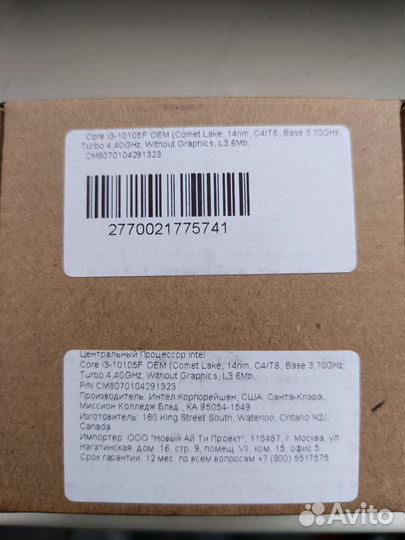 Core i3-10105F OEM (Comet Lake, 14nm, C4/T8, Base 3,70GHz,
Turbo 4,40GHz, Without Graphics, L3 6Mb,
CM8070104291323
2770021775741
Центральный Процессор Intel
Core i3-10105F OEM (Comet Lake, 14nm, C4/T8, Base 3,70GHz,
Turbo 4,40GHz, Without Graphics, L3 6Mb,
P/N CM8070104291323
Производитель: Интел Корпорейшен, США, Санта-Клара,
Миссион Колледж Блвд., КА 95054-1549
Изготовитель: 180 King Street South, Waterloo, Ontario N2J,
Canada
Импортер: ООО "Новый Ай Ти Проект", 115487, г. Москва, ул.
Нагатинская, дом 16, стр. 9, помещ. VII, ком. 15, офис 5
Срок гарантии: 12 мес. по всем вопросам +7 (800) 5517575
Avito